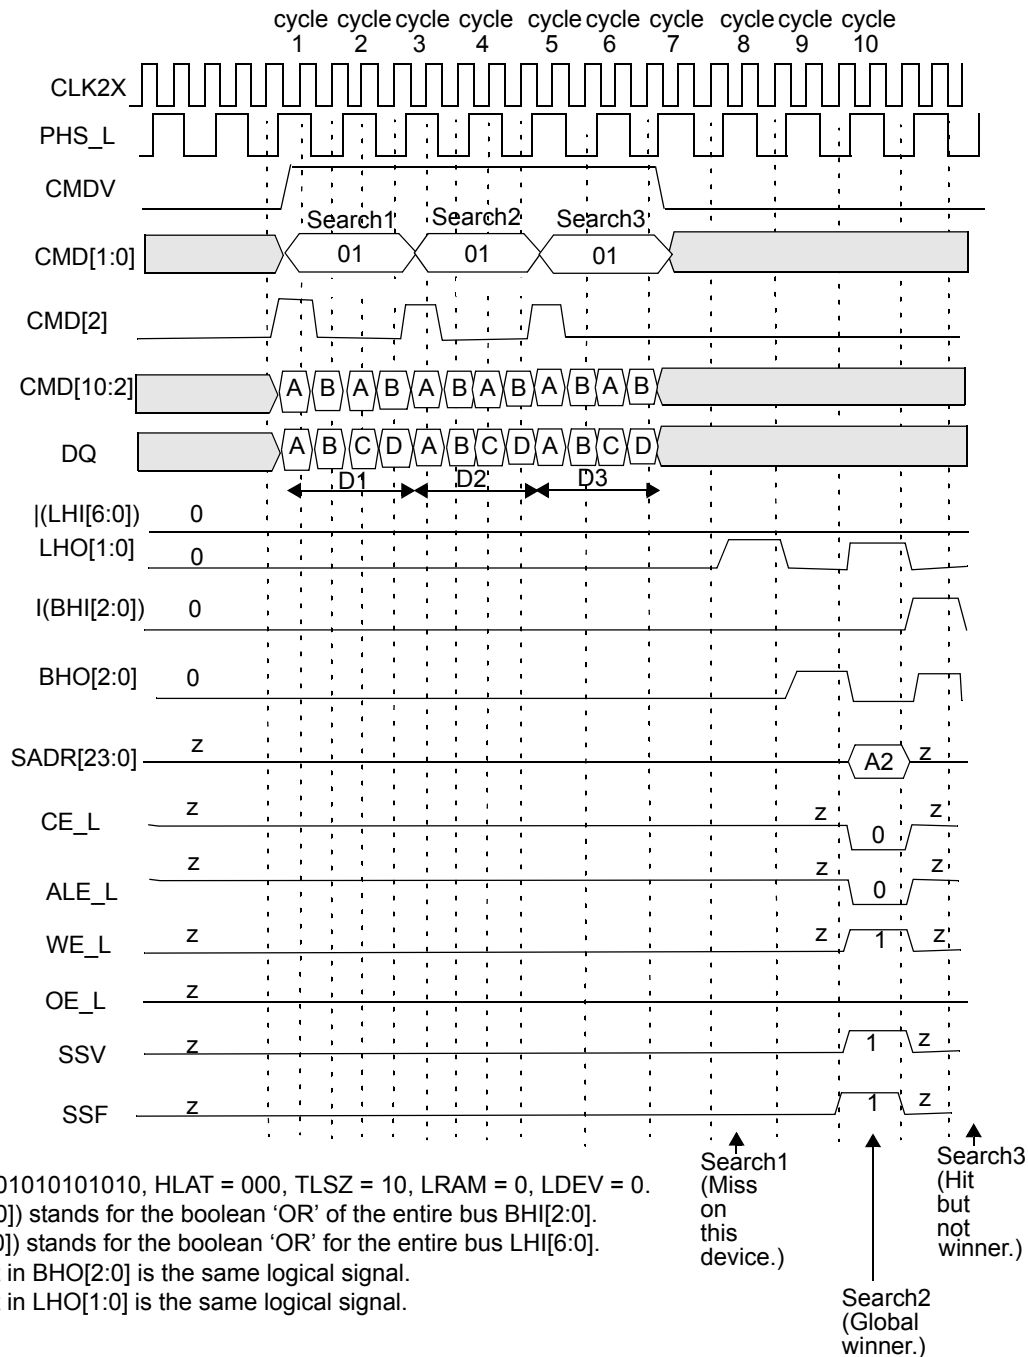 cycle cycle cycle cycle cycle cycle cycle cycle cycle cycle
1 2 3 4 5 6 7 8 9 10
CLK2X
PHS_L
CMDV
Search1 Search2 Search3
CMD[1:0] 01 01 01
CMD[2]
CMD[10:2] A B A B A B A B A B A B
DQ A B C D A B C D A B C D
D1 D2 D3
|(LHI[6:0]) 0
LHO[1:0] 0
I(BHI[2:0]) 0
BHO[2:0] 0
SADR[23:0] z A2 z
CE_L z z 0 z
ALE_L z z 0 z
WE_L z z 1 z
OE_L z
SSV z 1 z
SSF z 1 z
Search1
(Miss
on
this
device.)
Search2
(Global
winner.)
Search3
(Hit
but
not
winner.)
01010101010, HLAT = 000, TLSZ = 10, LRAM = 0, LDEV = 0.
0]) stands for the boolean ‘OR’ of the entire bus BHI[2:0].
0]) stands for the boolean ‘OR’ for the entire bus LHI[6:0].
t in BHO[2:0] is the same logical signal.
t in LHO[1:0] is the same logical signal.